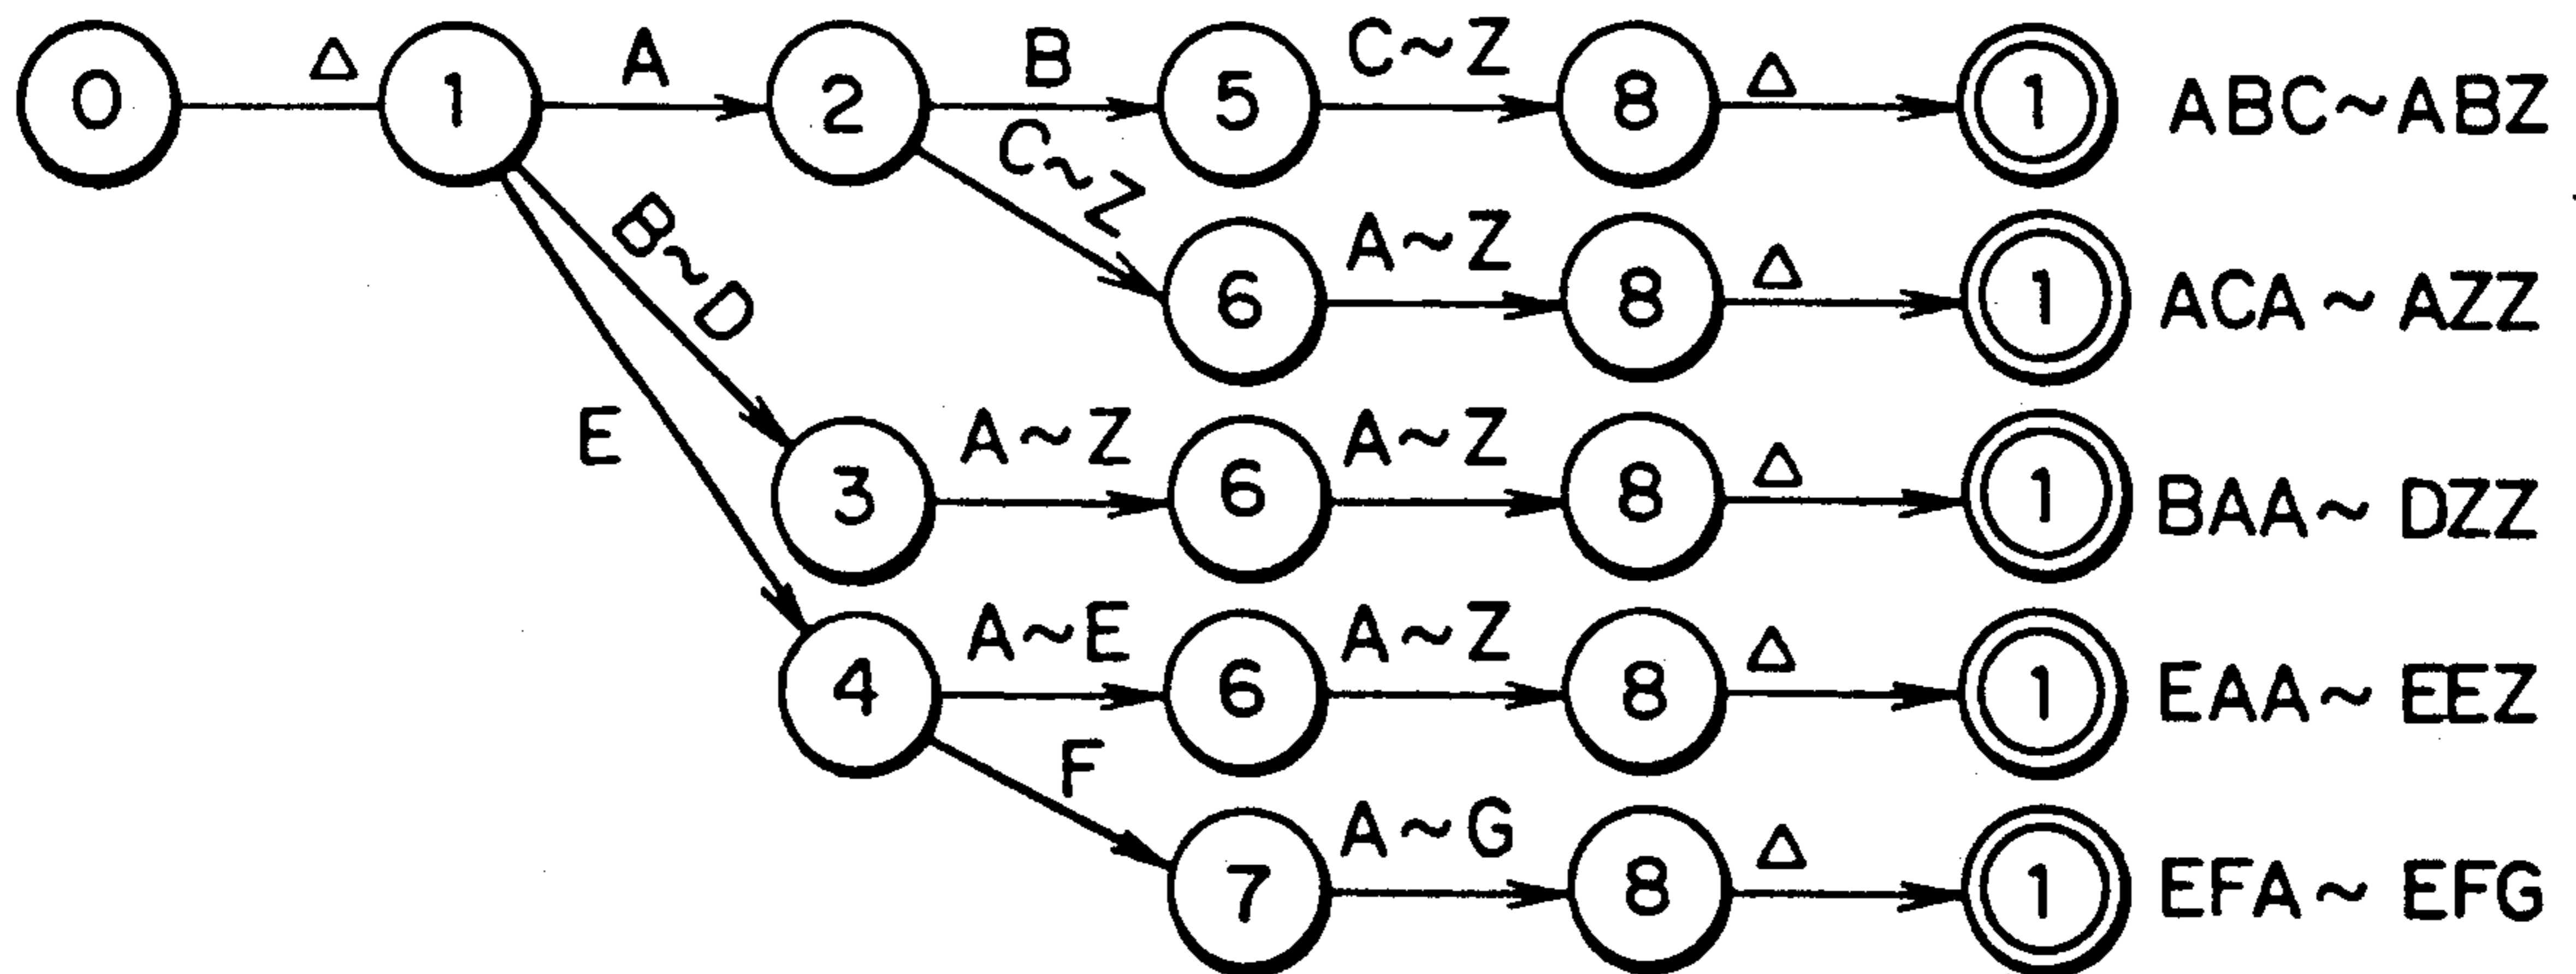 0 △ 1 A 2 B 5 C~Z 8 △ 1 ABC~ABZ
C~Z 6 A~Z 8 △ 1 ACA~AZZ
B~D 3 A~Z 6 A~Z 8 △ 1 BAA~DZZ
E 4 A~E 6 A~Z 8 △ 1 EAA~EEZ
F 7 A~G 8 △ 1 EFA~EFG